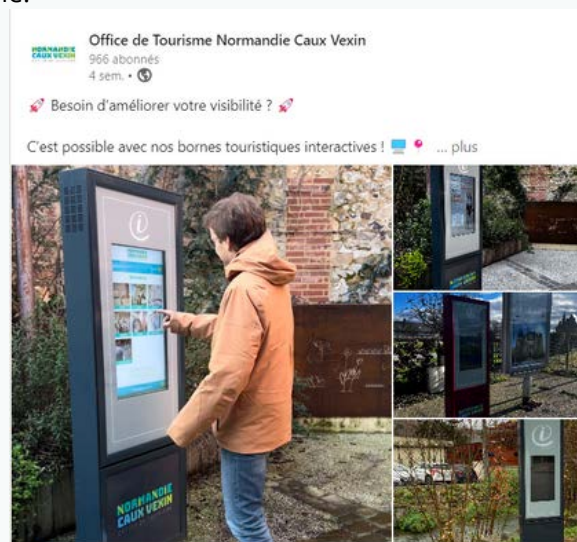 NORMANDIE
CAUX VEXIN
Office de Tourisme Normandie Caux Vexin
966 abonnés
4 sem. •
🚀 Besoin d'améliorer votre visibilité ? 🚀
C'est possible avec nos bornes touristiques interactives ! 🖥️ 📍 ... plus
i
NORMANDIE
CAUX VEXIN
i